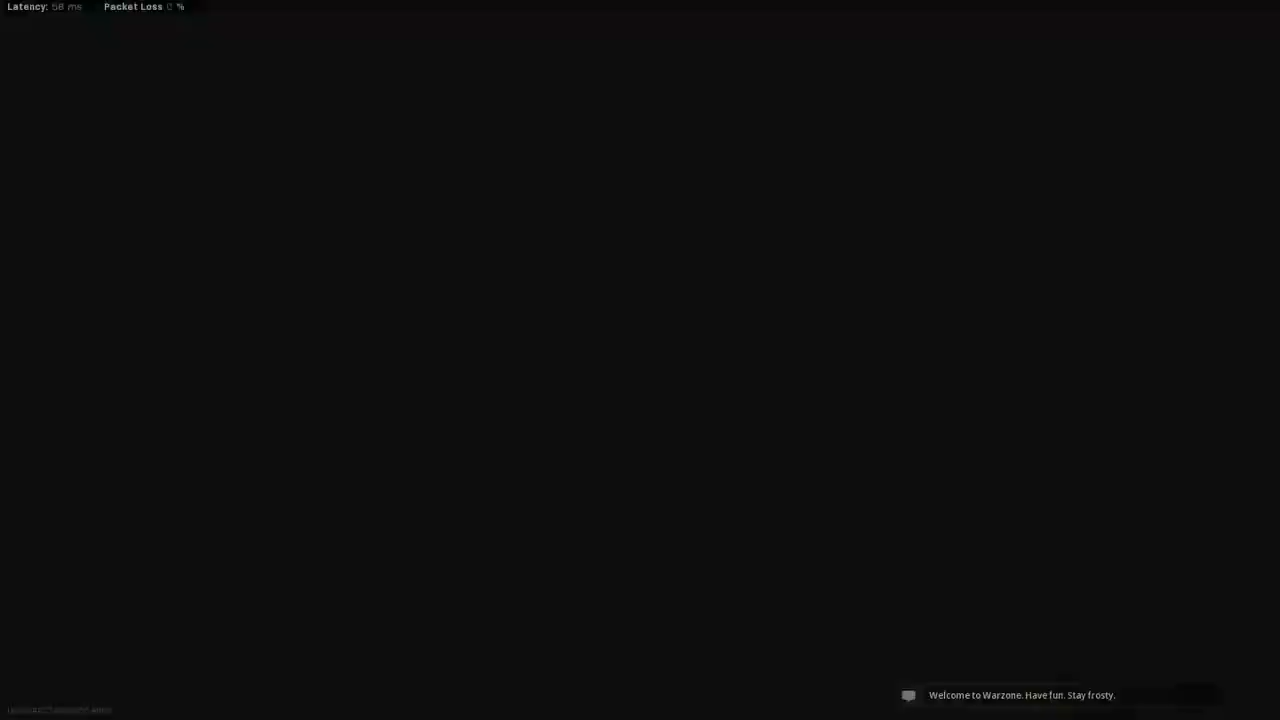 Latency: 58 ms Packet Loss 0 %
Welcome to Warzone. Have fun. Stay frosty.